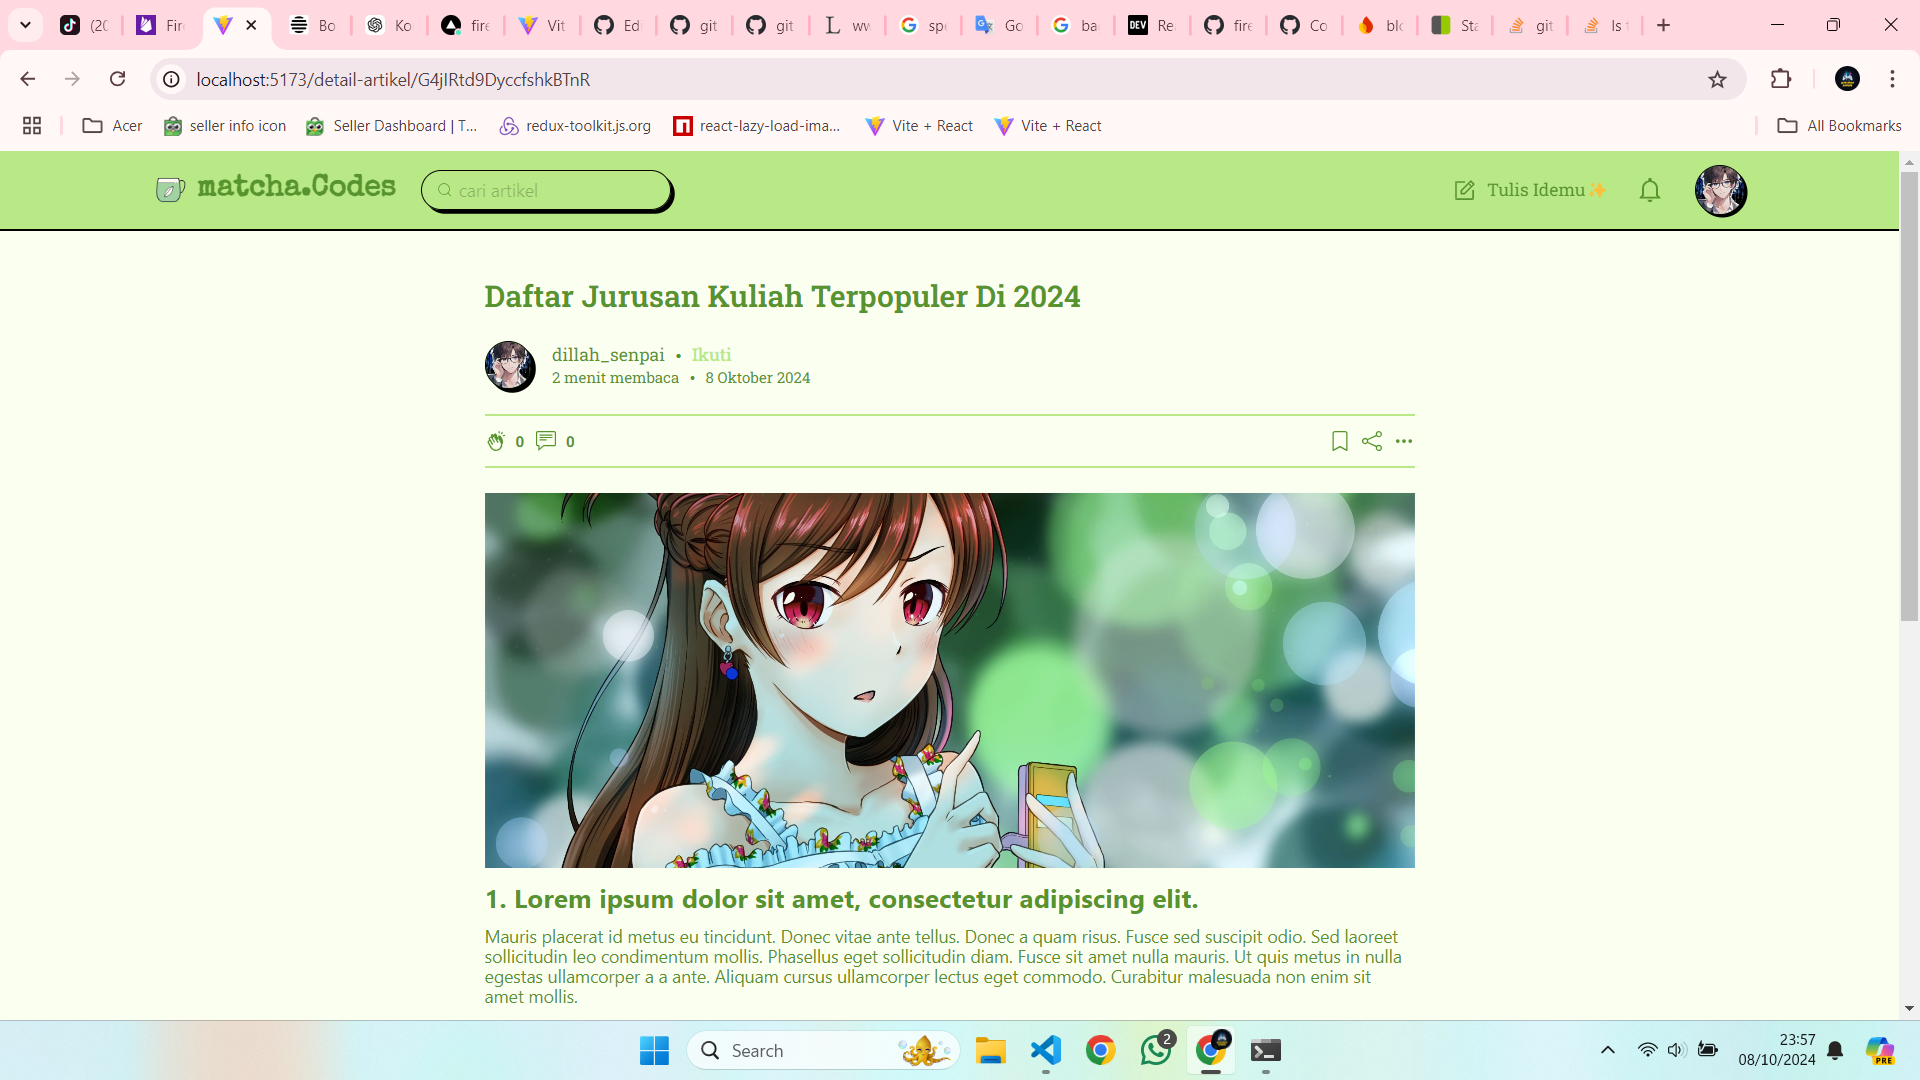 (20
Fire
Bo
Ko
fire
Vit
Ed
git
git
ww
spe
Go
ba
DEV
Re
fire
Co
blo
Sta
git
Is t
localhost:5173/detail-artikel/G4jIRtd9DyccfshkBTnR
Acer
seller info icon
Seller Dashboard | T...
redux-toolkit.js.org
react-lazy-load-ima...
Vite + React
Vite + React
All Bookmarks
matcha.Codes
cari artikel
Tulis Idemu✨
Daftar Jurusan Kuliah Terpopuler Di 2024
dillah_senpai • Ikuti
2 menit membaca • 8 Oktober 2024
0
0
1. Lorem ipsum dolor sit amet, consectetur adipiscing elit.
Mauris placerat id metus eu tincidunt. Donec vitae ante tellus. Donec a quam risus. Fusce sed suscipit odio. Sed laoreet
sollicitudin leo condimentum mollis. Phasellus eget sollicitudin diam. Fusce sit amet nulla mauris. Ut quis metus in nulla
egestas ullamcorper a a ante. Aliquam cursus ullamcorper lectus eget commodo. Curabitur malesuada non enim sit
amet mollis.
Search
2
23:57
08/10/2024
PRE